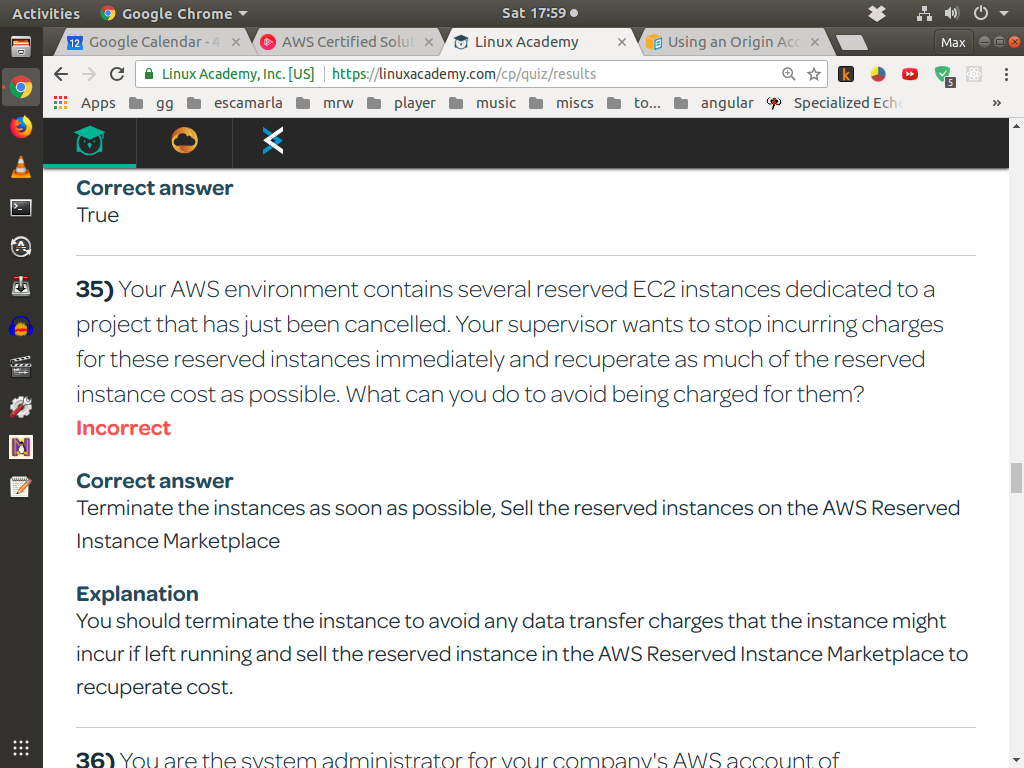 Activities Google Chrome Sat 17:59
12 Google Calendar - 4 AWS Certified Solut Linux Academy Using an Origin Acc Max
Linux Academy, Inc. [US] https://linuxacademy.com/cp/quiz/results k 5
Apps gg escamarla mrw player music miscs to... angular Specialized Eche »
Correct answer
True
35) Your AWS environment contains several reserved EC2 instances dedicated to a
project that has just been cancelled. Your supervisor wants to stop incurring charges
for these reserved instances immediately and recuperate as much of the reserved
instance cost as possible. What can you do to avoid being charged for them?
Incorrect
Correct answer
Terminate the instances as soon as possible, Sell the reserved instances on the AWS Reserved
Instance Marketplace
Explanation
You should terminate the instance to avoid any data transfer charges that the instance might
incur if left running and sell the reserved instance in the AWS Reserved Instance Marketplace to
recuperate cost.
36) You are the system administrator for your company's AWS account of